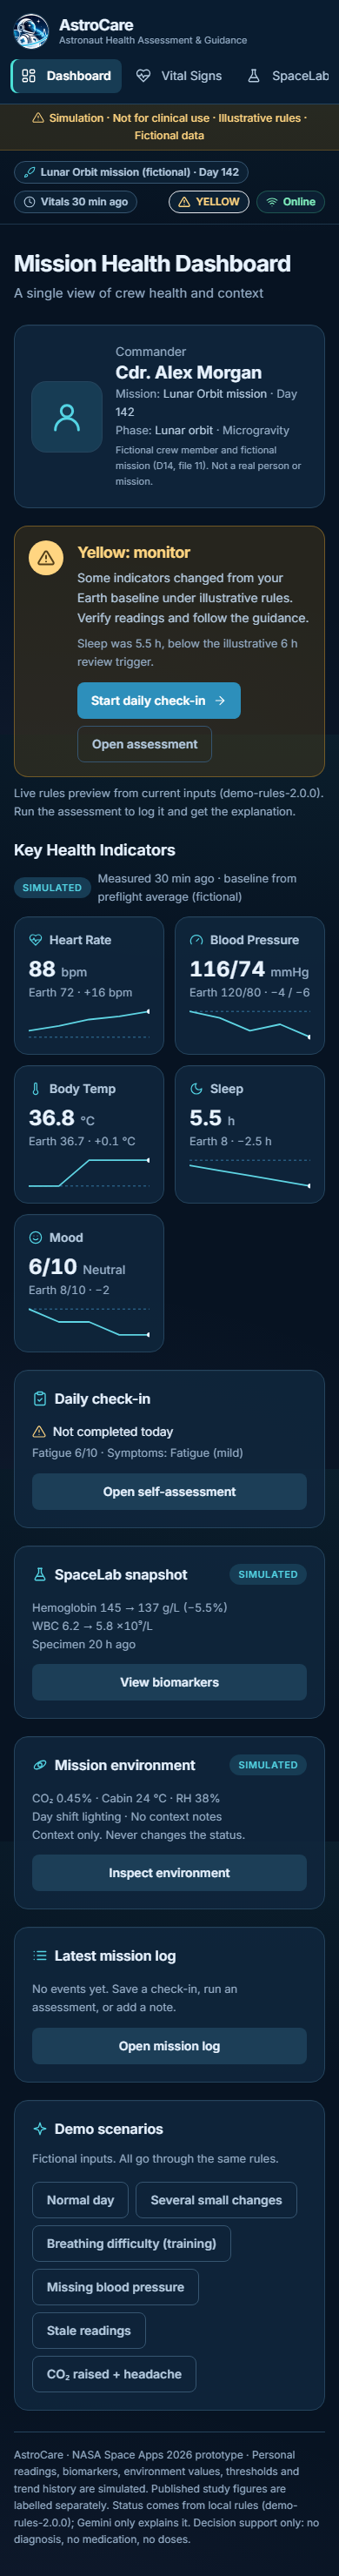 AstroCare
Astronaut Health Assessment & Guidance
Dashboard
Vital Signs
SpaceLab
Simulation · Not for clinical use · Illustrative rules ·
Fictional data
Lunar Orbit mission (fictional) · Day 142
Vitals 30 min ago
YELLOW
Online
Mission Health Dashboard
A single view of crew health and context
Commander
Cdr. Alex Morgan
Mission: Lunar Orbit mission · Day
142
Phase: Lunar orbit · Microgravity
Fictional crew member and fictional
mission (D14, file 11). Not a real person or
mission.
Yellow: monitor
Some indicators changed from your
Earth baseline under illustrative rules.
Verify readings and follow the guidance.
Sleep was 5.5 h, below the illustrative 6 h
review trigger.
Start daily check-in →
Open assessment
Live rules preview from current inputs (demo-rules-2.0.0).
Run the assessment to log it and get the explanation.
Key Health Indicators
SIMULATED
Measured 30 min ago · baseline from
preflight average (fictional)
Heart Rate
88 bpm
Earth 72 · +16 bpm
Blood Pressure
116/74 mmHg
Earth 120/80 · −4 / −6
Body Temp
36.8 °C
Earth 36.7 · +0.1 °C
Sleep
5.5 h
Earth 8 · −2.5 h
Mood
6/10 Neutral
Earth 8/10 · −2
Daily check-in
Not completed today
Fatigue 6/10 · Symptoms: Fatigue (mild)
Open self-assessment
SpaceLab snapshot
SIMULATED
Hemoglobin 145 → 137 g/L (−5.5%)
WBC 6.2 → 5.8 ×10⁹/L
Specimen 20 h ago
View biomarkers
Mission environment
SIMULATED
CO₂ 0.45% · Cabin 24 °C · RH 38%
Day shift lighting · No context notes
Context only. Never changes the status.
Inspect environment
Latest mission log
No events yet. Save a check-in, run an
assessment, or add a note.
Open mission log
Demo scenarios
Fictional inputs. All go through the same rules.
Normal day
Several small changes
Breathing difficulty (training)
Missing blood pressure
Stale readings
CO₂ raised + headache
AstroCare · NASA Space Apps 2026 prototype · Personal
readings, biomarkers, environment values, thresholds and
trend history are simulated. Published study figures are
labelled separately. Status comes from local rules (demo-
rules-2.0.0); Gemini only explains it. Decision support only: no
diagnosis, no medication, no doses.